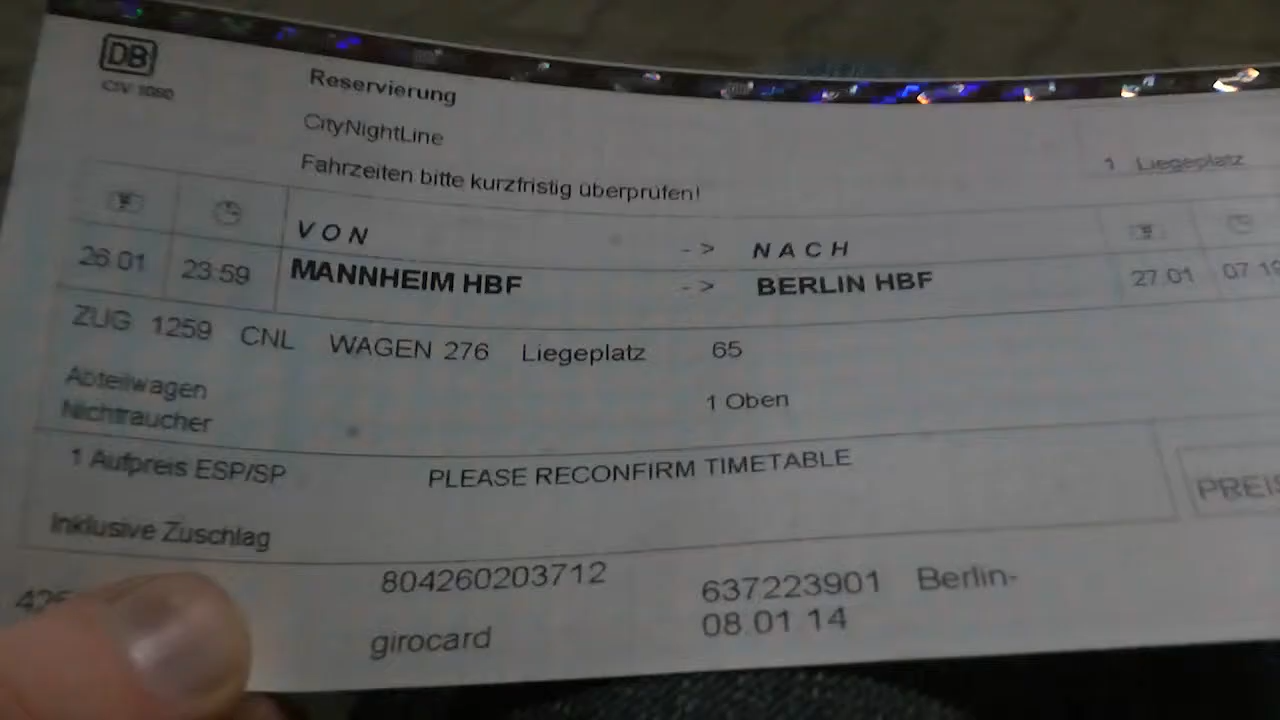 DB
CIV 1080
Reservierung
CityNightLine
Fahrzeiten bitte kurzfristig überprüfen!
1 Liegeplatz
VON -> NACH
26.01 23:59 MANNHEIM HBF -> BERLIN HBF 27.01
ZUG 1259 CNL WAGEN 276 Liegeplatz 65
Abteilwagen
Nichtraucher
1 Oben
1 Aufpreis ESP/SP
PLEASE RECONFIRM TIMETABLE
Inklusive Zuschlag
804260203712 637223901 Berlin-
girocard 08.01 14